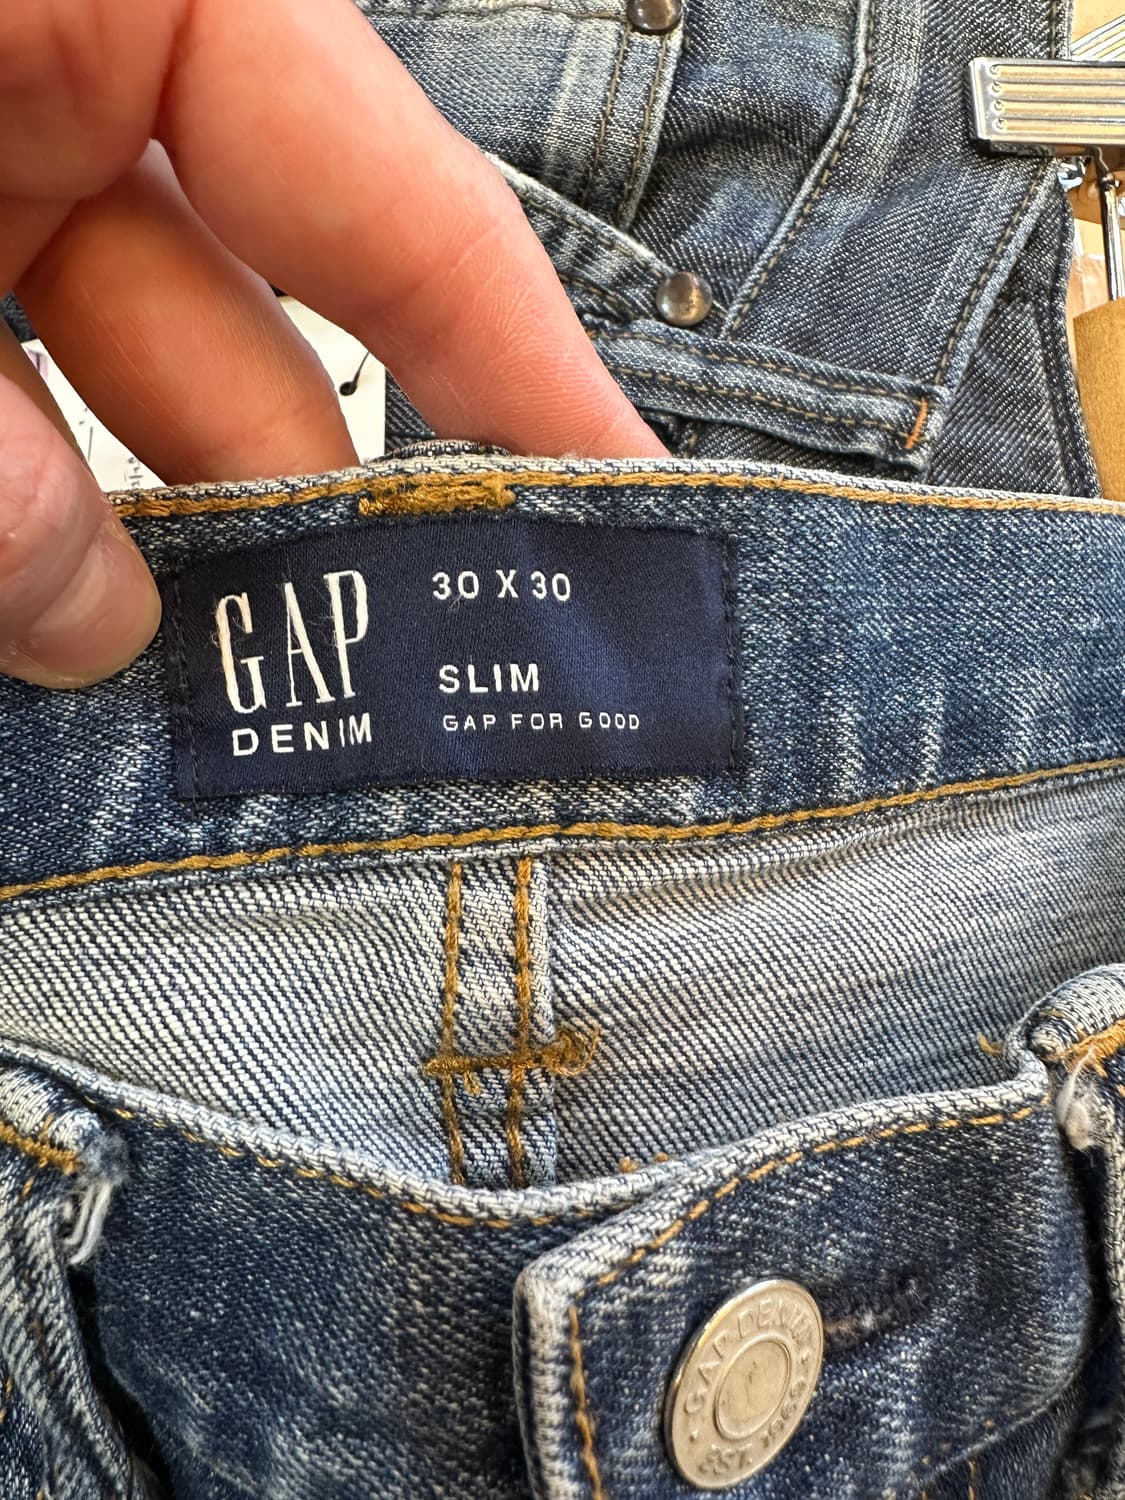 GAP
DENIM
30 X 30
SLIM
GAP FOR GOOD
GAP DENIM
EST. 1969